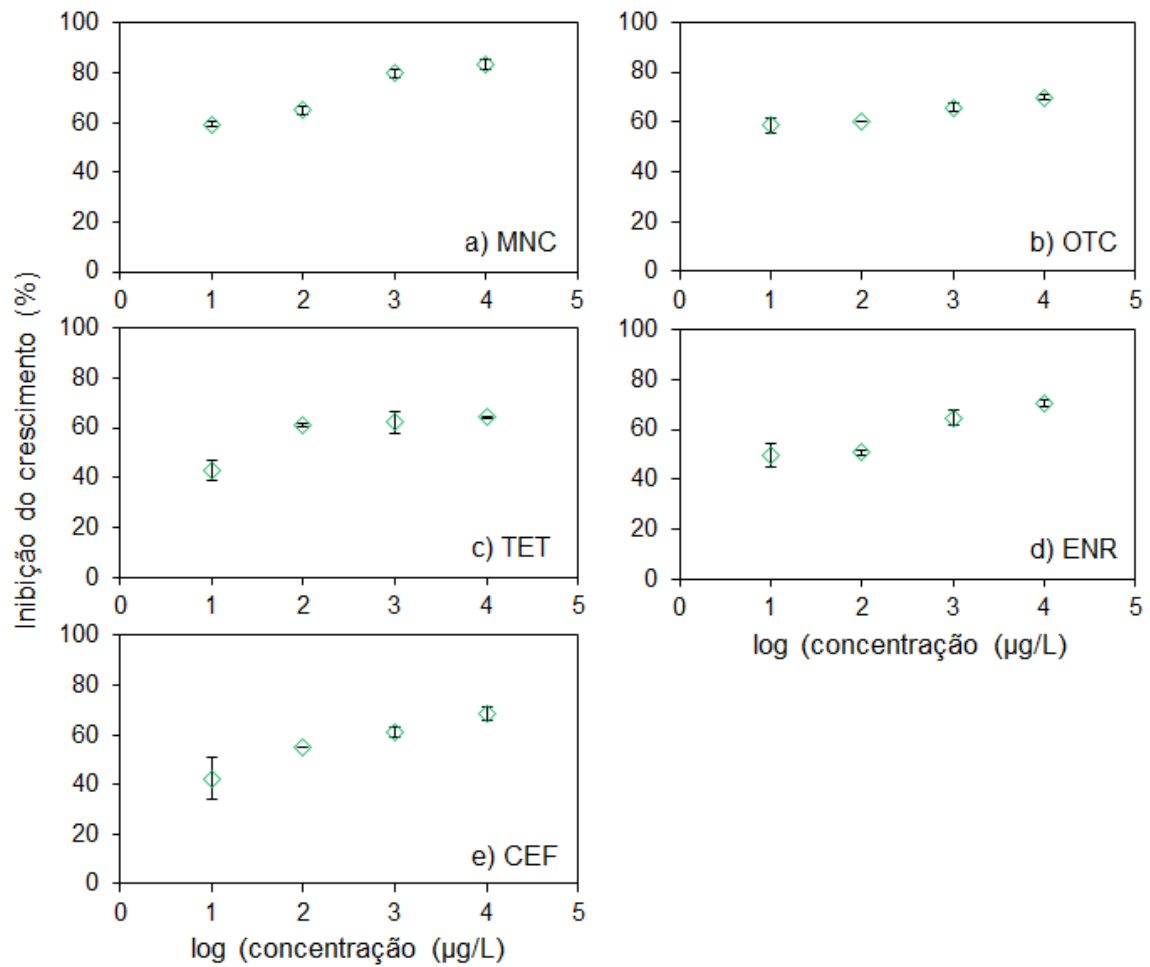 Inibição do crescimento (%)
100
80
60
40
20
0
a) MNC
0 1 2 3 4 5
100
80
60
40
20
0
b) OTC
0 1 2 3 4 5
100
80
60
40
20
0
c) TET
0 1 2 3 4 5
100
80
60
40
20
0
d) ENR
0 1 2 3 4 5
log (concentração (µg/L)
100
80
60
40
20
0
e) CEF
0 1 2 3 4 5
log (concentração (µg/L)